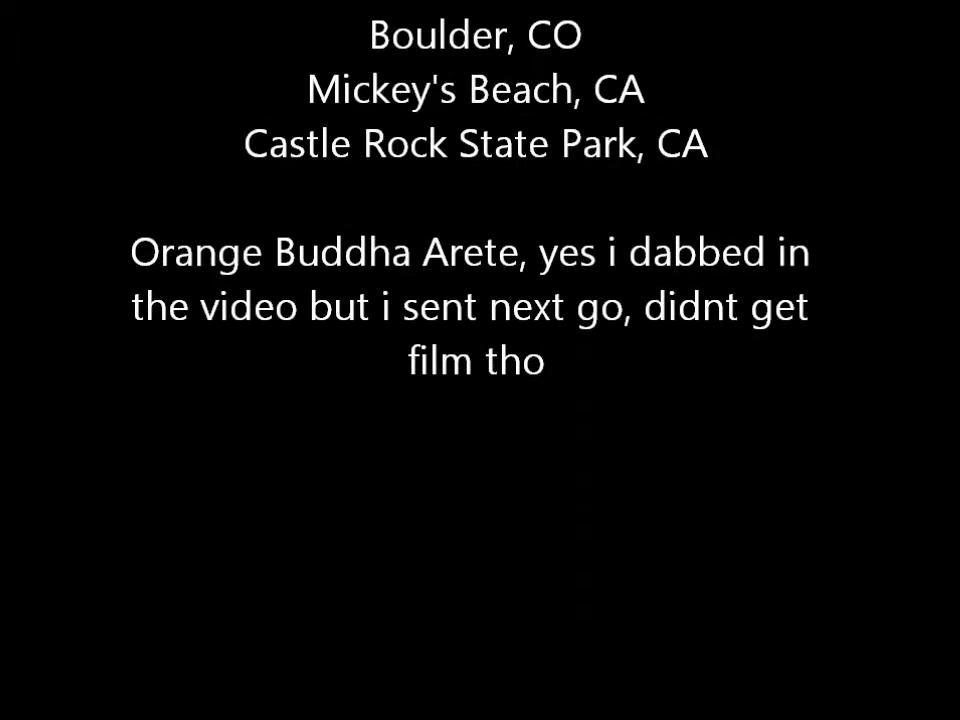 Boulder, CO
Mickey's Beach, CA
Castle Rock State Park, CA
Orange Buddha Arete, yes i dabbed in
the video but i sent next go, didnt get
film tho